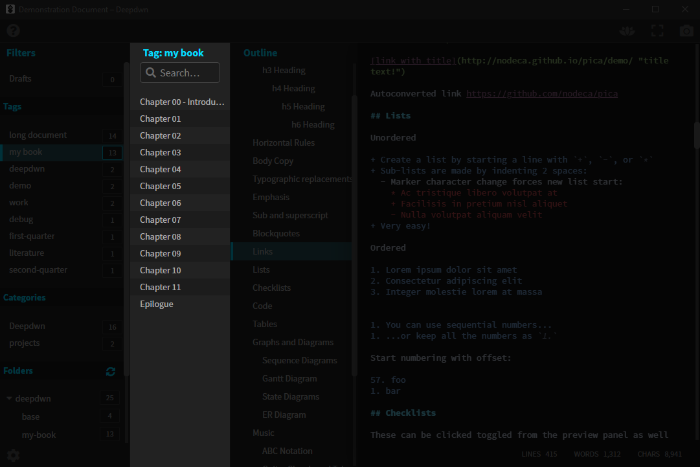 Demonstration Document – Deepdwn
Filters
Drafts 0
Tags
long document 14
my book 13
deepdwn 7
demo 3
work 2
debug 1
first-quarter 1
literature 1
second-quarter 1
Categories
Deepdwn 16
projects 2
Folders
deepdwn 25
base 4
my-book 13
Tag: my book
Search...
Chapter 00 - Introdu...
Chapter 01
Chapter 02
Chapter 03
Chapter 04
Chapter 05
Chapter 06
Chapter 07
Chapter 08
Chapter 09
Chapter 10
Chapter 11
Epilogue
Outline
h3 Heading
h4 Heading
h5 Heading
h6 Heading
Horizontal Rules
Body Copy
Typographic replacements
Emphasis
Sub and superscript
Blockquotes
Links
Lists
Checklists
Code
Tables
Graphs and Diagrams
Sequence Diagrams
Gantt Diagram
State Diagrams
ER Diagram
Music
ABC Notation
[link with title](http://nodeca.github.io/pica/demo/ "title
text!")
Autoconverted link https://github.com/nodeca/pica
## Lists
Unordered
+ Create a list by starting a line with `+`, `-`, or `*`
+ Sub-lists are made by indenting 2 spaces:
- Marker character change forces new list start:
* Ac tristique libero volutpat at
+ Facilisis in pretium nisl aliquet
- Nulla volutpat aliquam velit
+ Very easy!
Ordered
1. Lorem ipsum dolor sit amet
2. Consectetur adipiscing elit
3. Integer molestie lorem at massa
1. You can use sequential numbers...
1. ...or keep all the numbers as `1.`
Start numbering with offset:
57. foo
1. bar
## Checklists
These can be clicked toggled from the preview panel as well
LINES 415 WORDS 1,312 CHARS 8,941